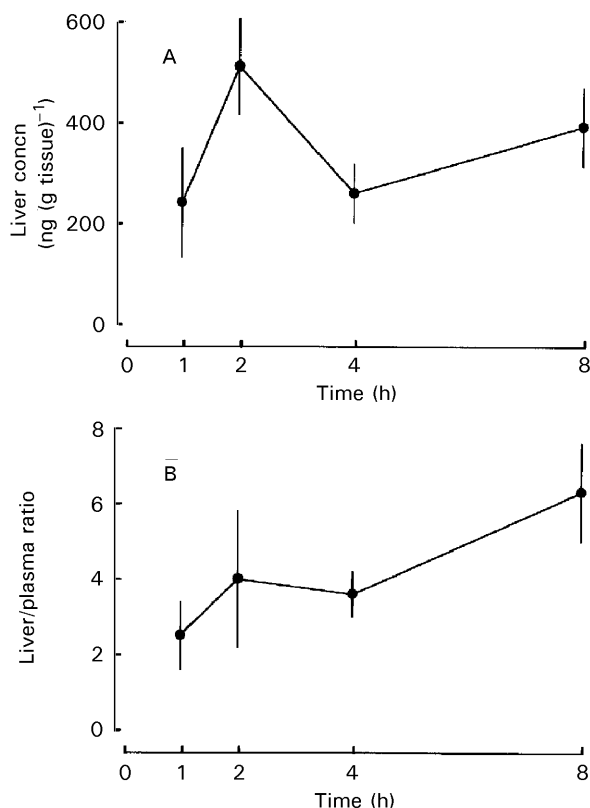 600
A
400
200
0
Liver concn
(ng (g tissue)⁻¹)
0 1 2 4 8
Time (h)
8
B̅
6
4
2
0
Liver/plasma ratio
0 1 2 4 8
Time (h)